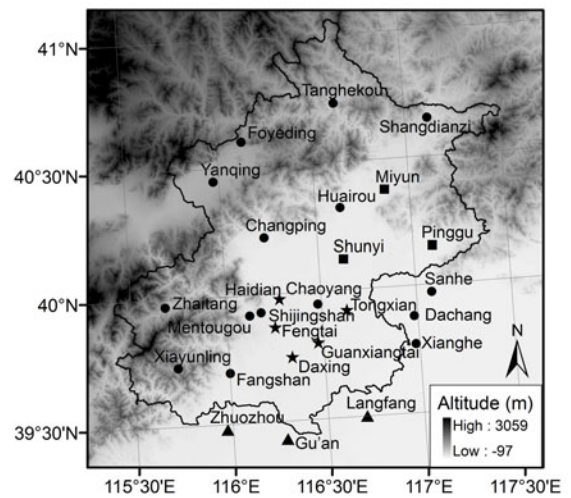 41°N
Tanghekou
Shangdianzi
Foyeding
40°30'N
Yanqing
Miyun
Huairou
Changping
Shunyi
Pinggu
Sanhe
Haidian
Chaoyang
40°N
Zhaitang
Tongxian
Shijingshan
Dachang
Mentougou
Fengtai
N
Xianghe
Guanxiangtai
Xiayunling
Daxing
Fangshan
Zhuozhou
Langfang
Altitude (m)
High : 3059
Low : -97
39°30'N
Gu'an
115°30'E
116°0'E
116°30'E
117°0'E
117°30'E